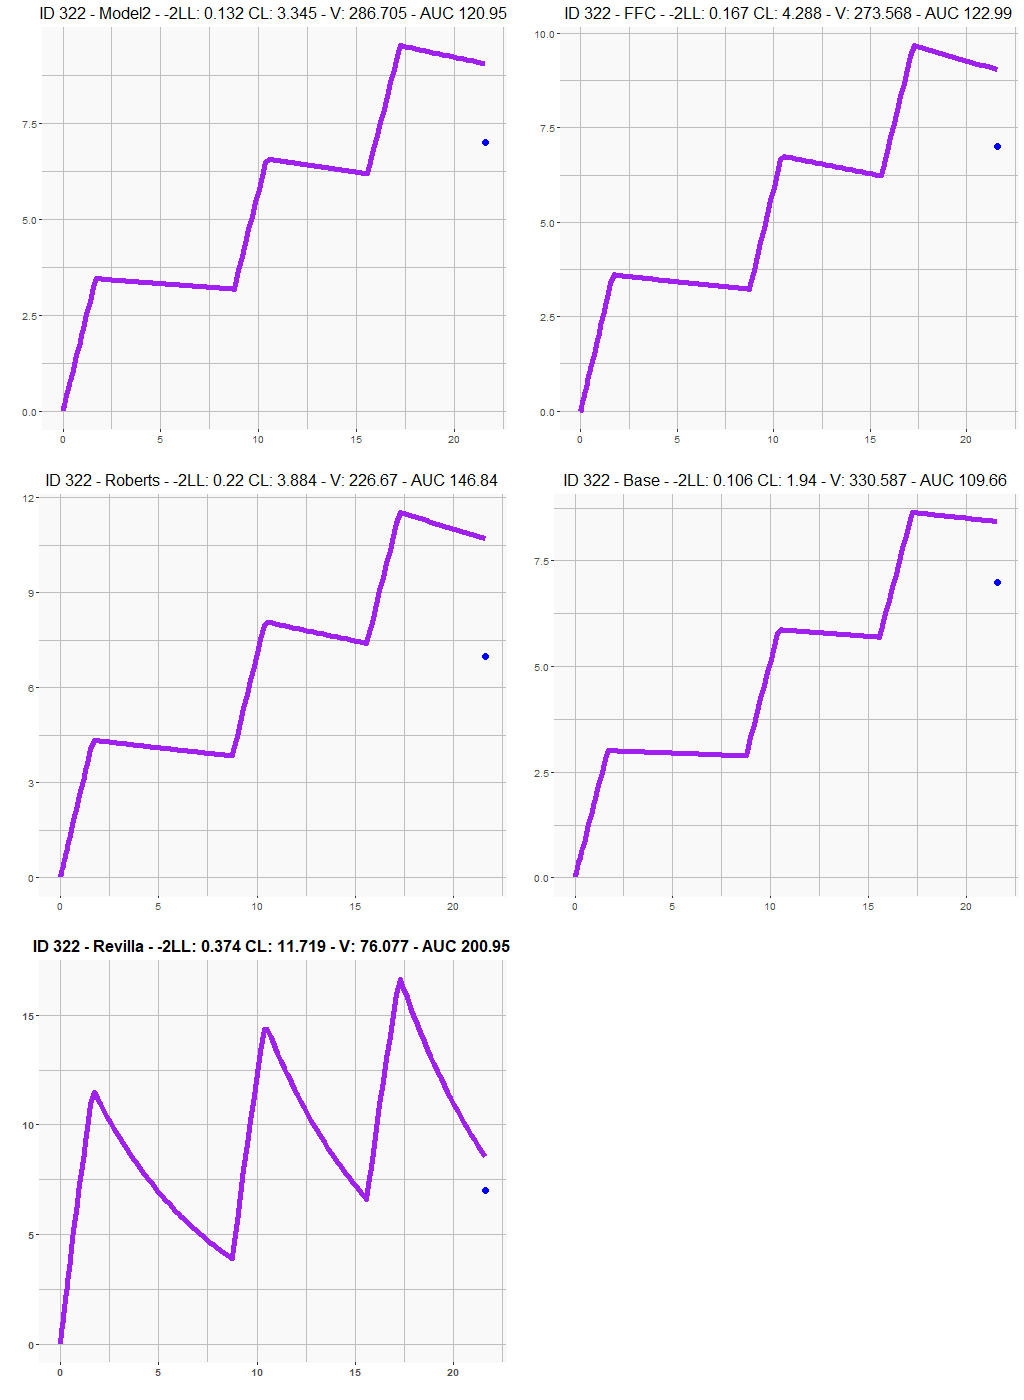 ID 322 - Model2 - -2LL: 0.132 CL: 3.345 - V: 286.705 - AUC 120.95
7.5
5.0
2.5
0.0
0 5 10 15 20
ID 322 - FFC - -2LL: 0.167 CL: 4.288 - V: 273.568 - AUC 122.99
10.0
7.5
5.0
2.5
0.0
0 5 10 15 20
ID 322 - Roberts - -2LL: 0.22 CL: 3.884 - V: 226.67 - AUC 146.84
12
9
6
3
0
0 5 10 15 20
ID 322 - Base - -2LL: 0.106 CL: 1.94 - V: 330.587 - AUC 109.66
7.5
5.0
2.5
0.0
0 5 10 15 20
ID 322 - Revilla - -2LL: 0.374 CL: 11.719 - V: 76.077 - AUC 200.95
15
10
5
0
0 5 10 15 20